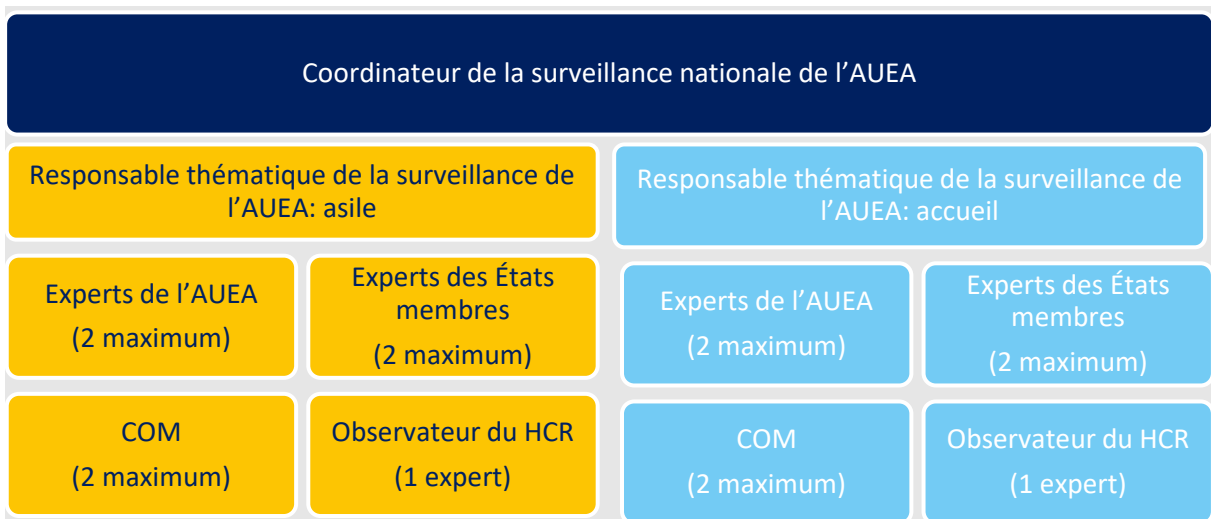 Coordinateur de la surveillance nationale de l’AUEA
Responsable thématique de la surveillance de
l’AUEA: asile
Responsable thématique de la surveillance de
l’AUEA: accueil
Experts de l’AUEA
(2 maximum)
Experts des États
membres
(2 maximum)
Experts de l’AUEA
(2 maximum)
Experts des États
membres
(2 maximum)
COM
(2 maximum)
Observateur du HCR
(1 expert)
COM
(2 maximum)
Observateur du HCR
(1 expert)